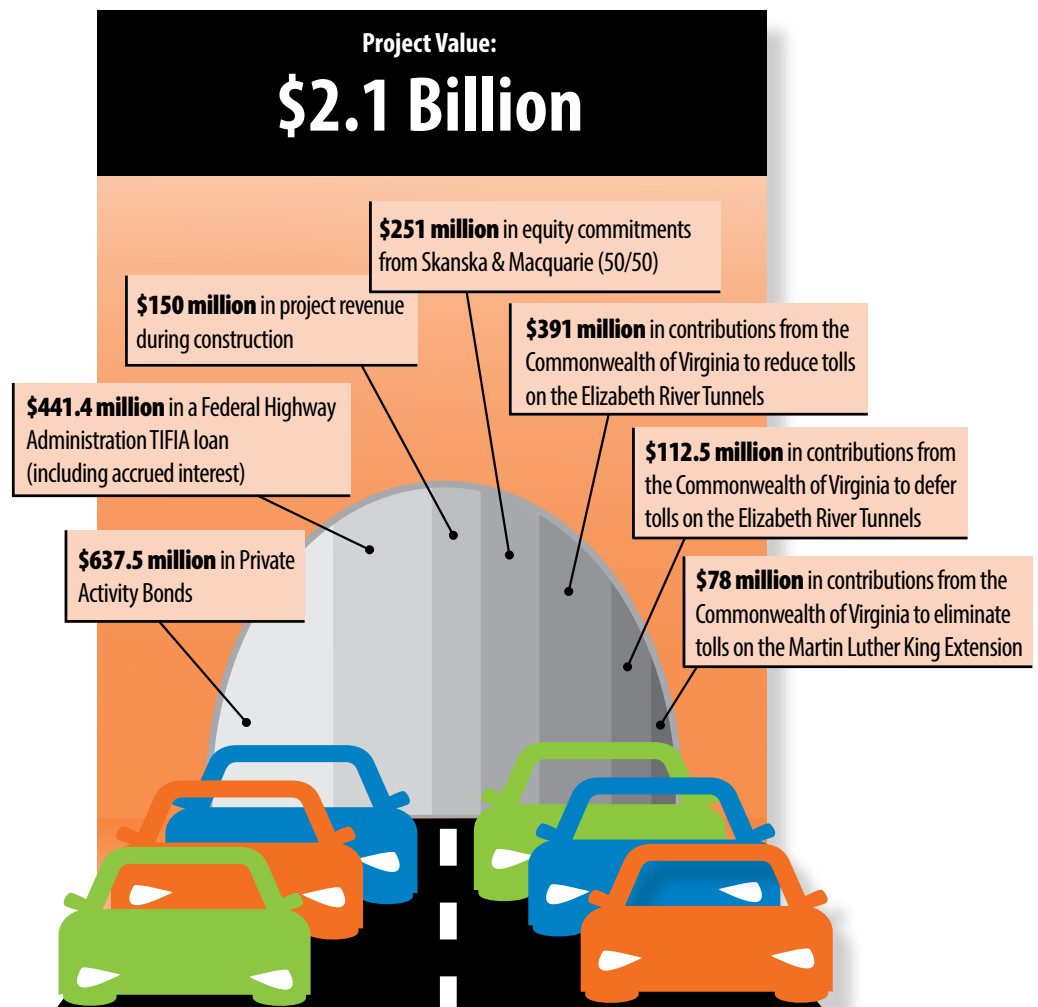 Project Value:
$2.1 Billion
$251 million in equity commitments
from Skanska & Macquarie (50/50)
$150 million in project revenue
during construction
$391 million in contributions from the
Commonwealth of Virginia to reduce tolls
on the Elizabeth River Tunnels
$441.4 million in a Federal Highway
Administration TIFIA loan
(including accrued interest)
$112.5 million in contributions from
the Commonwealth of Virginia to defer
tolls on the Elizabeth River Tunnels
$637.5 million in Private
Activity Bonds
$78 million in contributions from the
Commonwealth of Virginia to eliminate
tolls on the Martin Luther King Extension